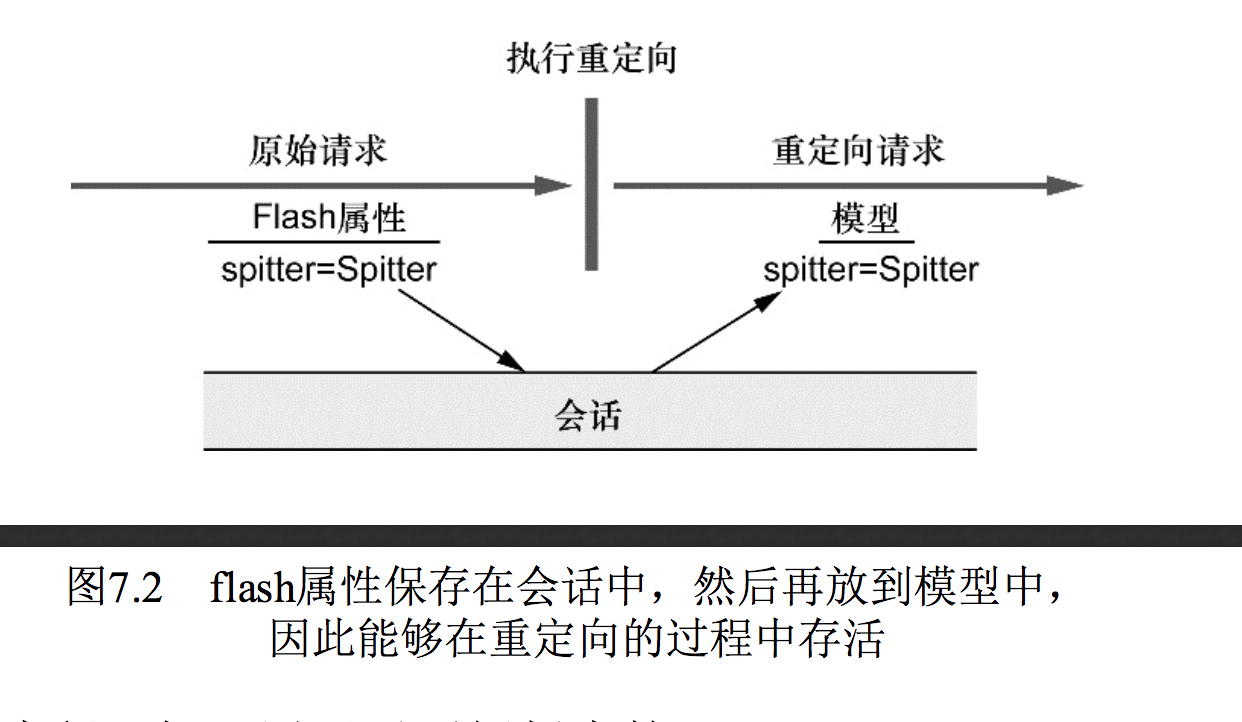 执行重定向
原始请求
重定向请求
Flash属性
模型
spitter=Spitter
spitter=Spitter
会话
图7.2 flash属性保存在会话中，然后再放到模型中，
因此能够在重定向的过程中存活